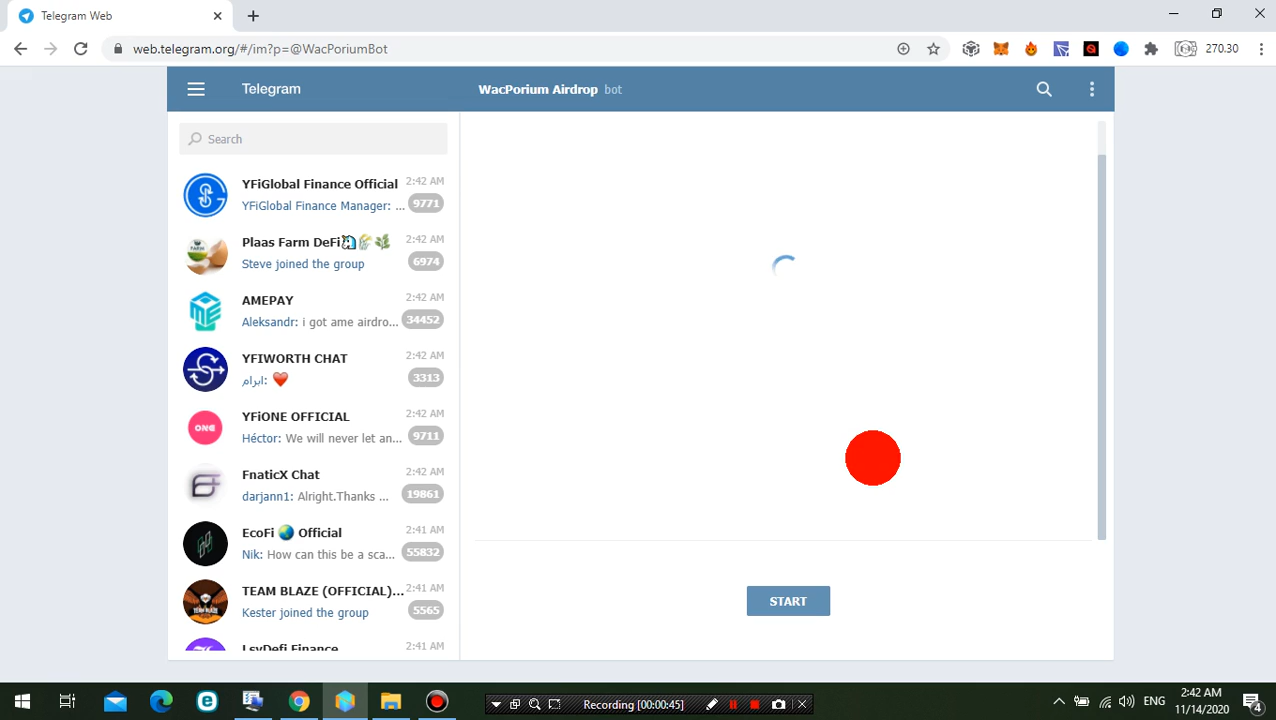 Telegram Web
web.telegram.org/#/im?p=@WacPoriumBot
270.30
Telegram
WacPorium Airdrop bot
Search
YFiGlobal Finance Official 2:42 AM
YFiGlobal Finance Manager: ... 9771
Plaas Farm DeFi 2:42 AM
Steve joined the group 6974
AMEPAY 2:42 AM
Aleksandr: i got ame airdro... 34452
YFIWORTH CHAT 2:42 AM
ابرام: ❤️ 3313
YFiONE OFFICIAL 2:42 AM
Héctor: We will never let an... 9711
FnaticX Chat 2:42 AM
darjann1: Alright.Thanks ... 19861
EcoFi 🌏 Official 2:41 AM
Nik: How can this be a sca... 55832
TEAM BLAZE (OFFICIAL)... 2:41 AM
Kester joined the group 5565
Finance 2:41 AM
START
Recording [00:00:45]
ENG
2:42 AM
11/14/2020
4